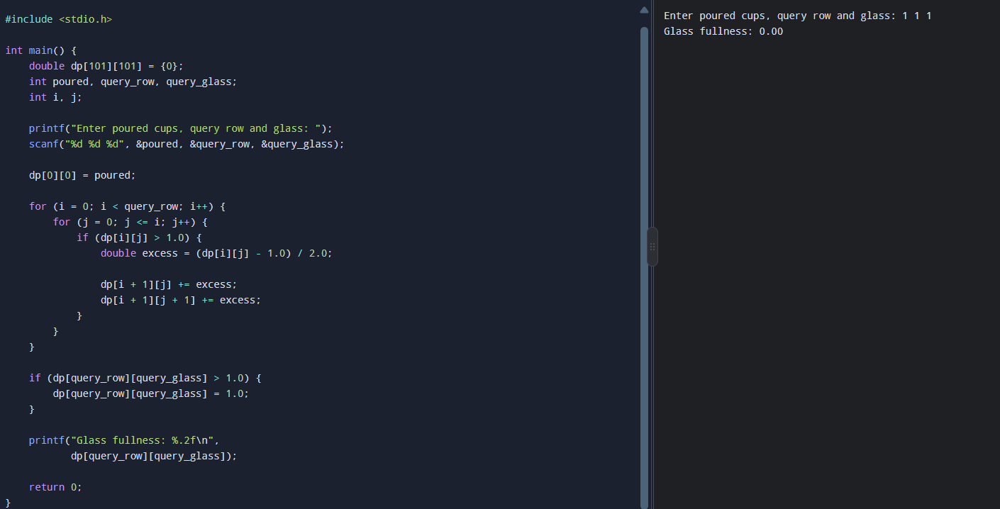 #include <stdio.h>
int main() {
    double dp[101][101] = {0};
    int poured, query_row, query_glass;
    int i, j;
    printf("Enter poured cups, query row and glass: ");
    scanf("%d %d %d", &poured, &query_row, &query_glass);
    dp[0][0] = poured;
    for (i = 0; i < query_row; i++) {
        for (j = 0; j <= i; j++) {
            if (dp[i][j] > 1.0) {
                double excess = (dp[i][j] - 1.0) / 2.0;
                dp[i + 1][j] += excess;
                dp[i + 1][j + 1] += excess;
            }
        }
    }
    if (dp[query_row][query_glass] > 1.0) {
        dp[query_row][query_glass] = 1.0;
    }
    printf("Glass fullness: %.2f\n",
           dp[query_row][query_glass]);
    return 0;
}
Enter poured cups, query row and glass: 1 1 1
Glass fullness: 0.00